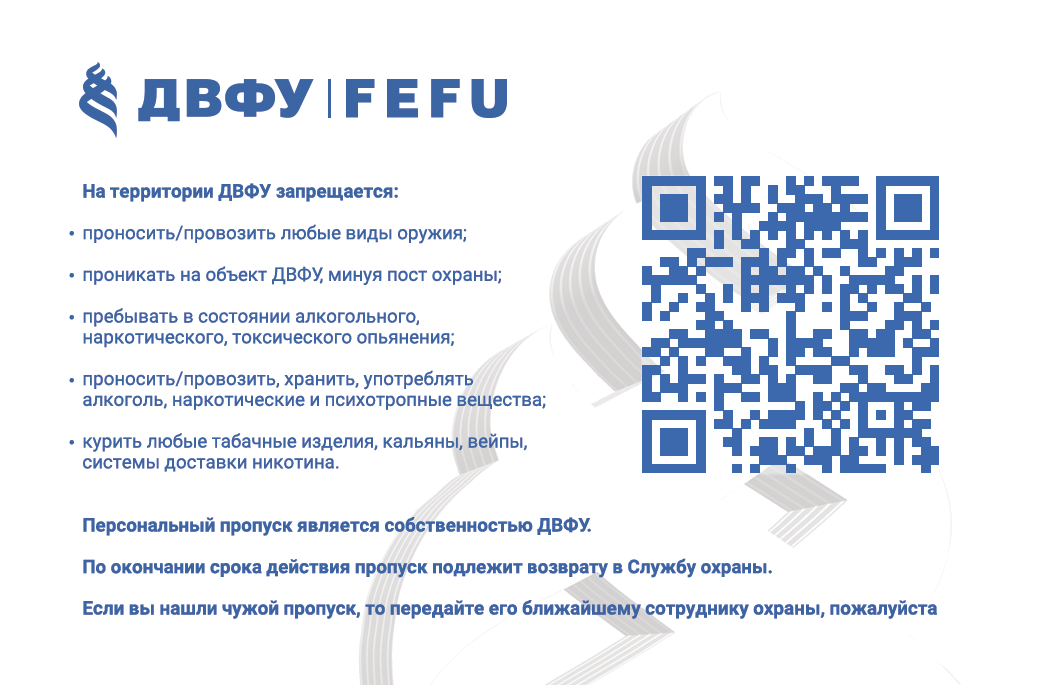 ДВФУ | FEFU
На территории ДВФУ запрещается:
• проносить/провозить любые виды оружия;
• проникать на объект ДВФУ, минуя пост охраны;
• пребывать в состоянии алкогольного,
наркотического, токсического опьянения;
• проносить/провозить, хранить, употреблять
алкоголь, наркотические и психотропные вещества;
• курить любые табачные изделия, кальяны, вейпы,
системы доставки никотина.
Персональный пропуск является собственностью ДВФУ.
По окончании срока действия пропуск подлежит возврату в Службу охраны.
Если вы нашли чужой пропуск, то передайте его ближайшему сотруднику охраны, пожалуйста